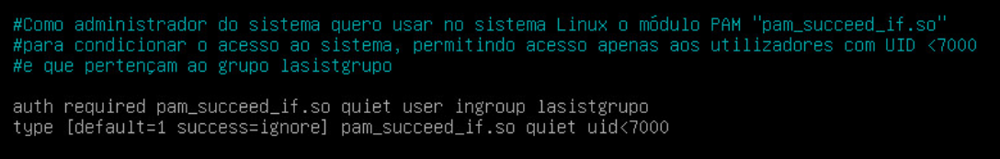 #Como administrador do sistema quero usar no sistema Linux o módulo PAM "pam_succeed_if.so"
#para condicionar o acesso ao sistema, permitindo acesso apenas aos utilizadores com UID <7000
#e que pertençam ao grupo lasistgrupo
auth required pam_succeed_if.so quiet user ingroup lasistgrupo
type [default=1 success=ignore] pam_succeed_if.so quiet uid<7000